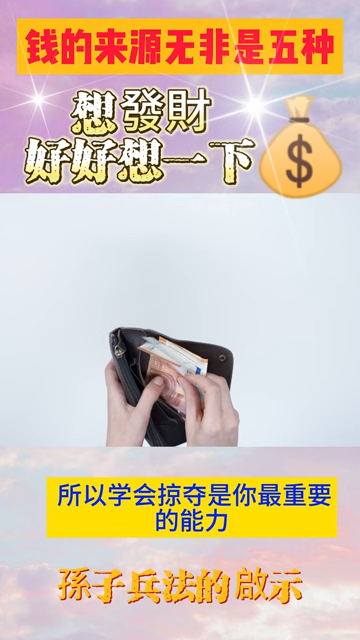 钱的来源无非是五种
想發財
好好想一下
$
所以学会掠夺是你最重要
的能力
孫子兵法的啟示